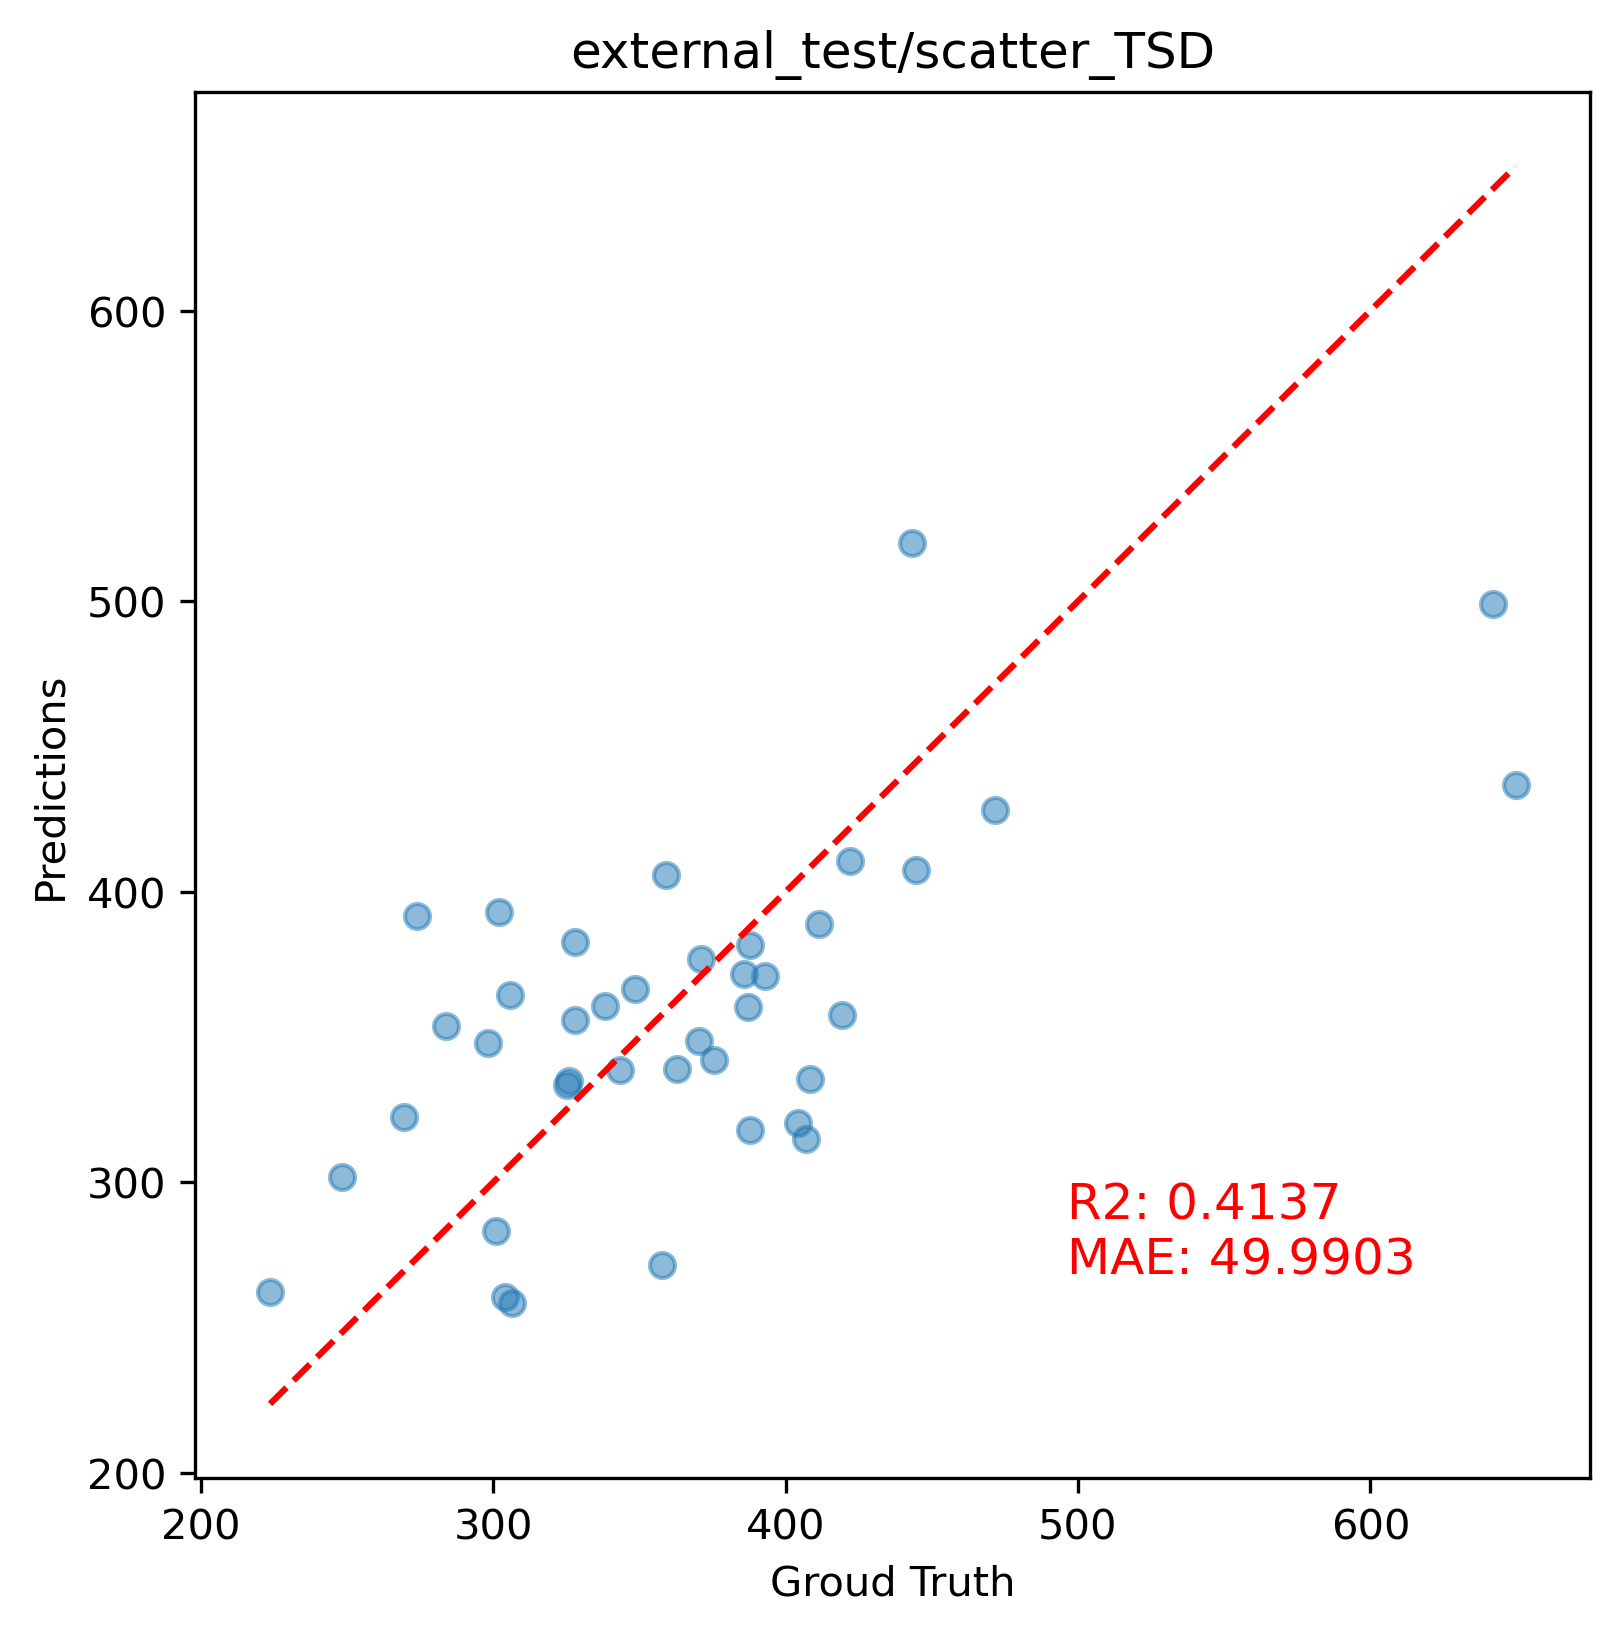 external_test/scatter_TSD
600
500
400
300
200
Predictions
R2: 0.4137
MAE: 49.9903
200 300 400 500 600
Groud Truth